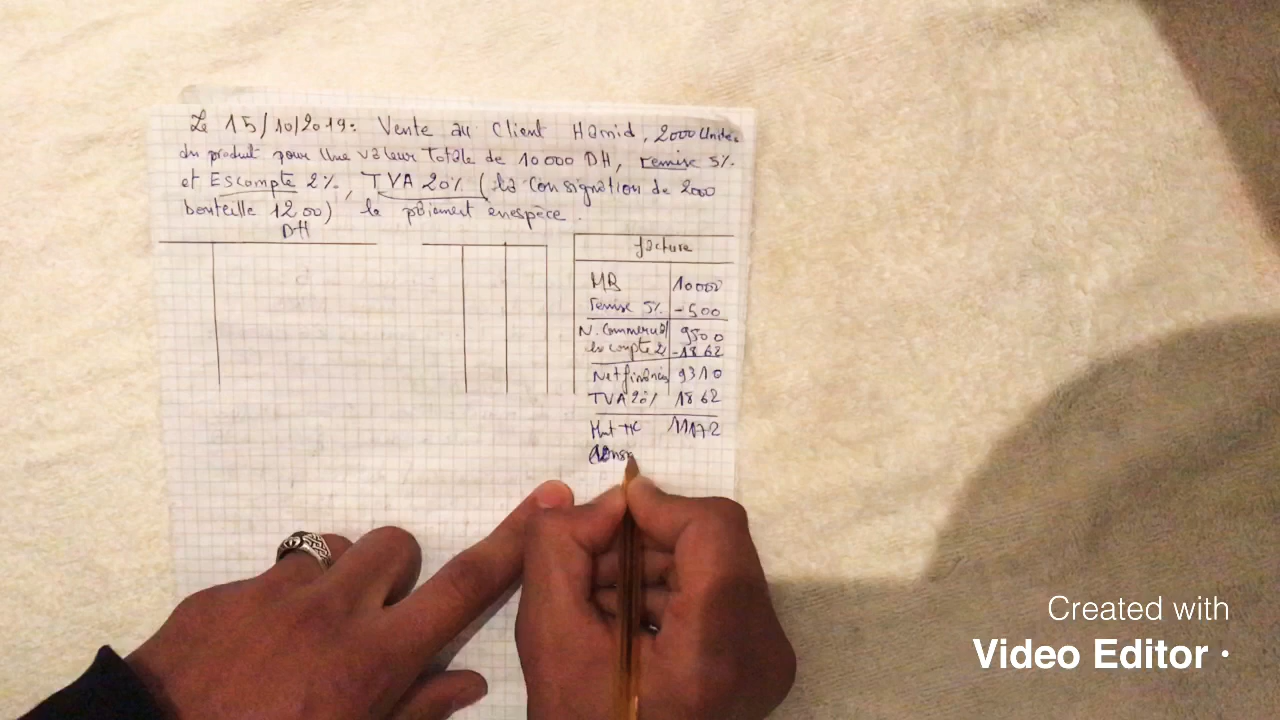 Le 15/10/2019: Vente au Client Hamid, 2000 Unités
du produit pour Une valeur Totale de 10000 DH, remise 5%
et Escompte 2%, TVA 20% (la Consignation de 2000
bouteille 1200) le paiement en espèce.
DH
facture
MB 10000
remise 5% -500
N. Commercial 9500
Escompte 2 -1862
Net financier 9310
TVA 20% 1862
Mnt TTC 11172
Consi
Created with
Video Editor